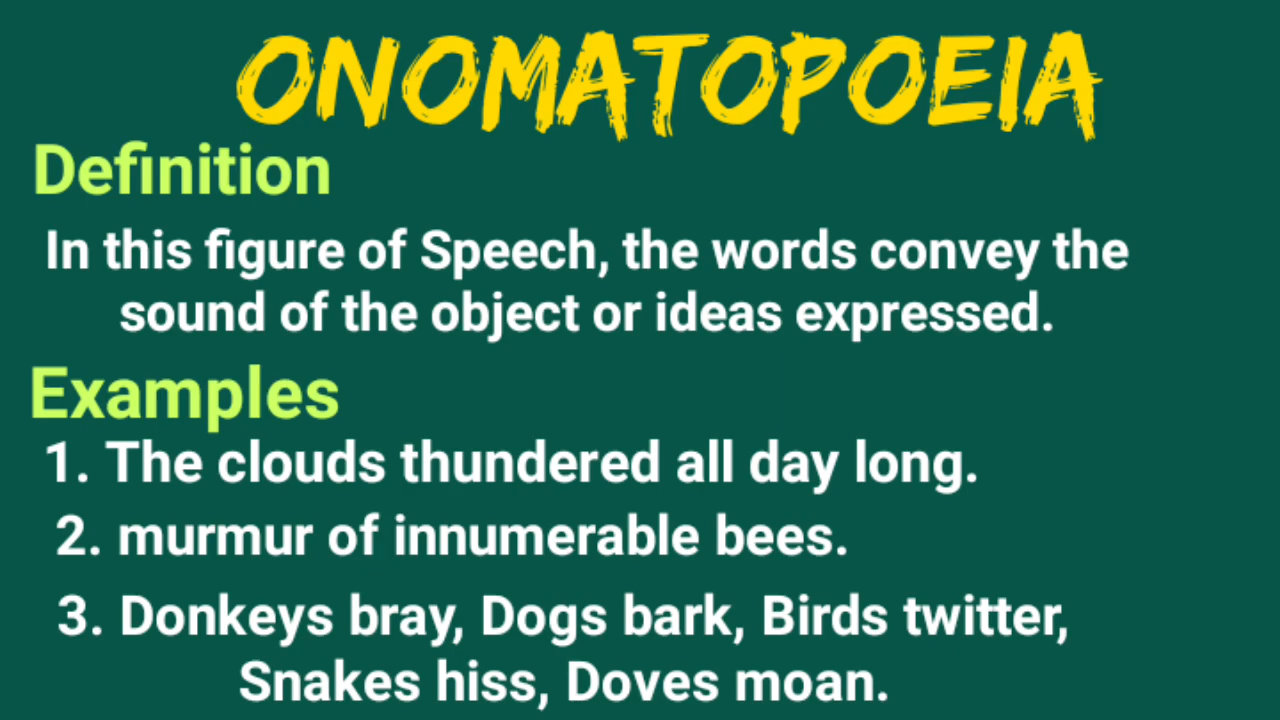 ONOMATOPOEIA
Definition
In this figure of Speech, the words convey the
sound of the object or ideas expressed.
Examples
1. The clouds thundered all day long.
2. murmur of innumerable bees.
3. Donkeys bray, Dogs bark, Birds twitter,
Snakes hiss, Doves moan.